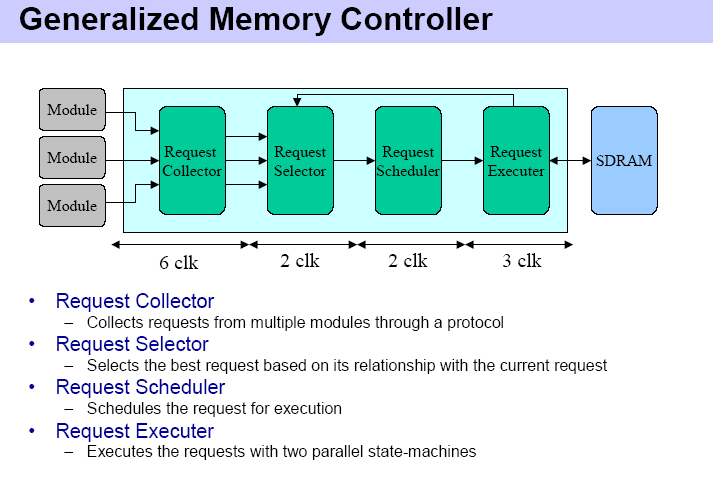 Generalized Memory Controller
Module
Module
Module
Request
Collector
Request
Selector
Request
Scheduler
Request
Executer
SDRAM
6 clk
2 clk
2 clk
3 clk
• Request Collector
– Collects requests from multiple modules through a protocol
• Request Selector
– Selects the best request based on its relationship with the current request
• Request Scheduler
– Schedules the request for execution
• Request Executer
– Executes the requests with two parallel state-machines